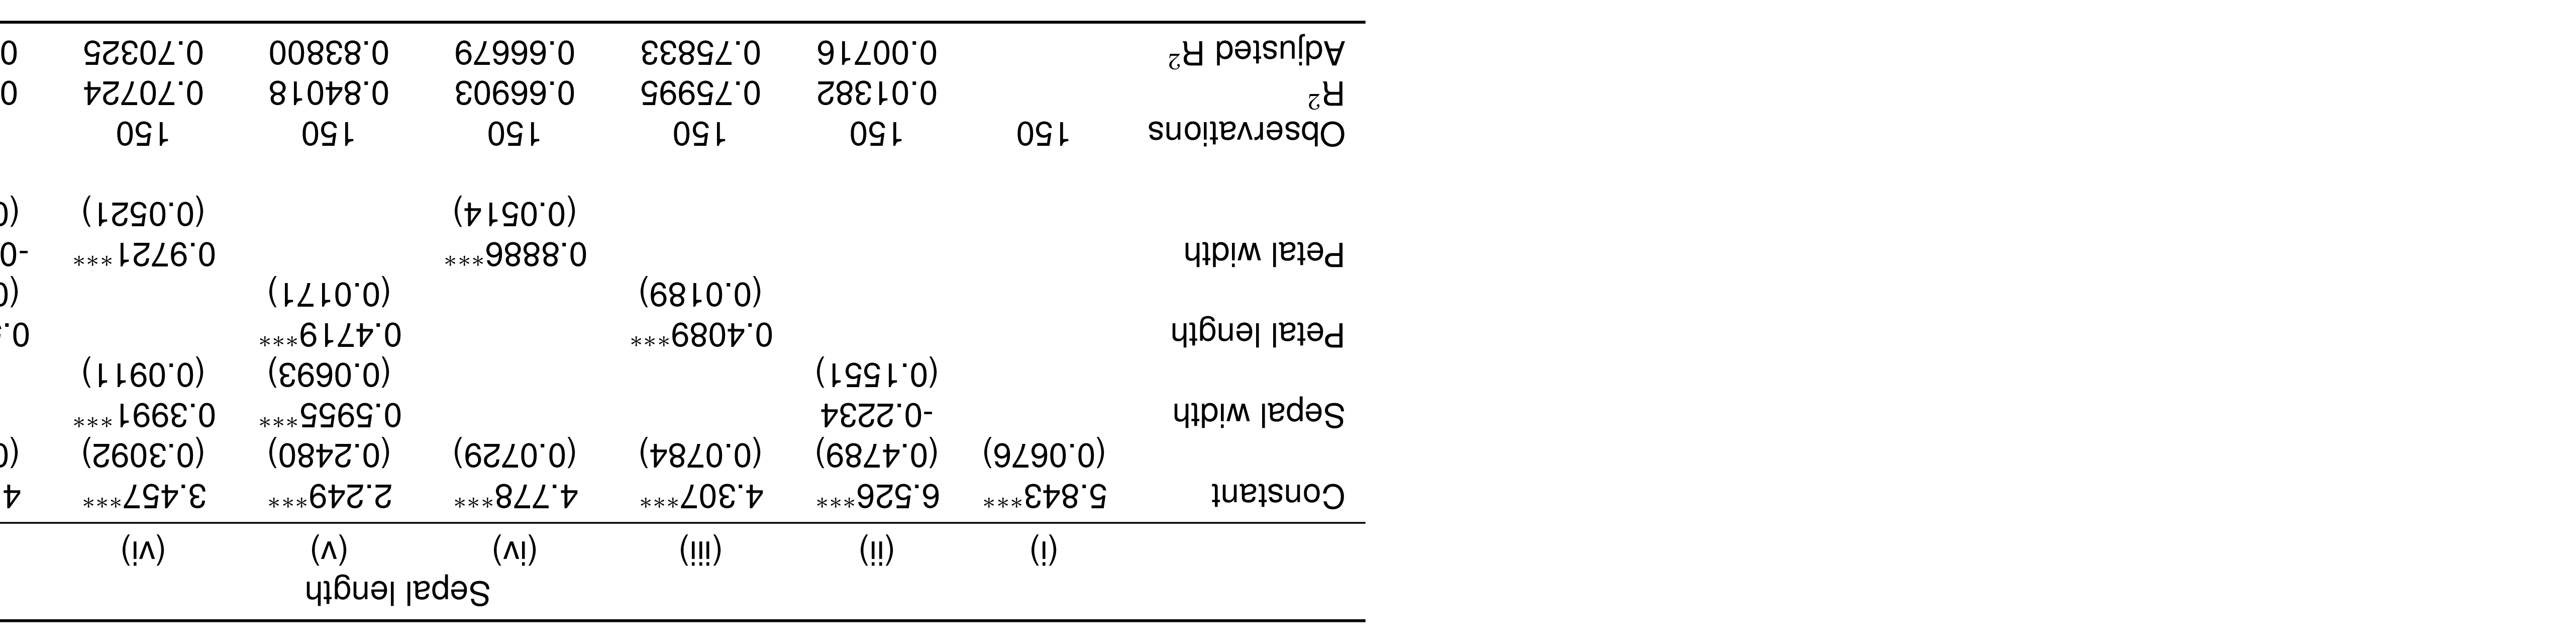 Sepal length
(i) (ii) (iii) (iv) (v) (vi)
Constant 5.843*** 6.526*** 4.307*** 4.778*** 2.249*** 3.457*** 4
(0.0676) (0.4789) (0.0784) (0.0729) (0.2480) (0.3092) (0
Sepal width -0.2234 0.5955*** 0.3991***
(0.1551) (0.0693) (0.0911)
Petal length 0.4089*** 0.4719*** 0.
(0.0189) (0.0171) (0
Petal width 0.8886*** 0.9721*** -0
(0.0514) (0.0521) (0
Observations 150 150 150 150 150 150
R² 0.01382 0.75995 0.66903 0.84018 0.70724 0
Adjusted R² 0.00716 0.75833 0.66679 0.83800 0.70325 0